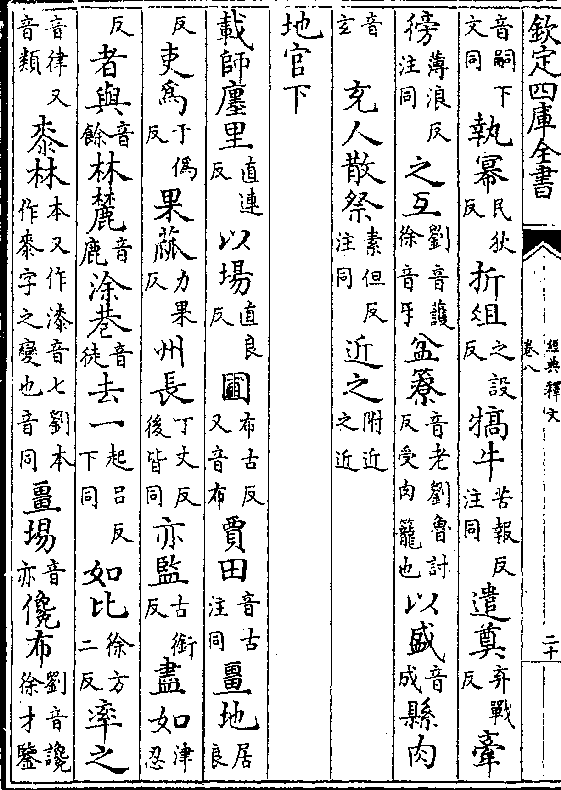 欽定四庫全書
經典釋文
卷八
二十
音嗣下文同執冪民狄反折俎之設反犒牛苦報反注同遣奠弃戰反牽
徬薄浪反注同之互劉音護徐音牙盆簝音老劉魯討反受肉籠也以盛音成縣肉
音玄充人散祭素但反注同近之附近之近
地官下
載師廛里直連反以場直良反圃布古反又音布賈田音古注同畺地居良
反吏爲于偽反果蓏力果反州長丁丈反後皆同亦監古銜反盡如津忍
反者與音餘林麓音鹿涂巷音徒去一起呂反下同如比徐方二反率之
音律又音類桼林本又作漆音七劉本作桼字之變也音同畺埸音亦儳布劉音讒徐才鑒